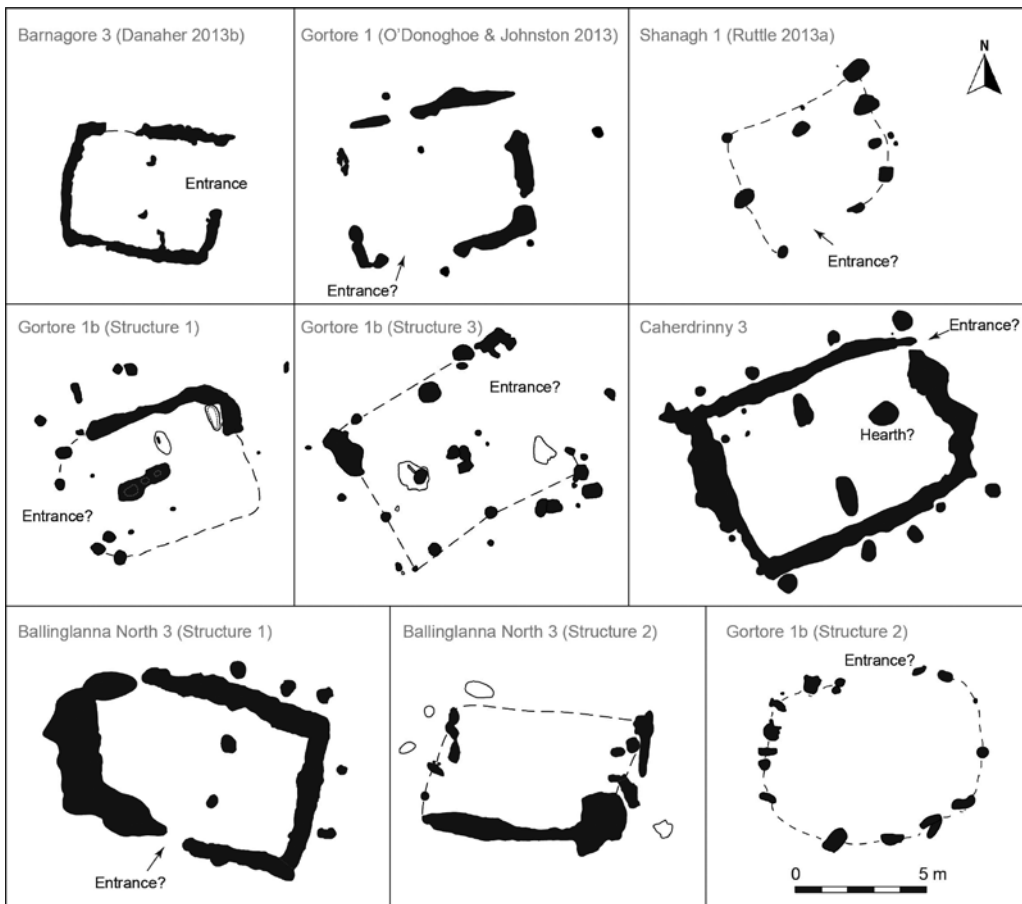 Barnagore 3 (Danaher 2013b)
Entrance
Gortore 1 (O'Donoghoe & Johnston 2013)
Entrance?
Shanagh 1 (Ruttle 2013a)
N
Entrance?
Gortore 1b (Structure 1)
Entrance?
Gortore 1b (Structure 3)
Entrance?
Caherdrinny 3
Entrance?
Hearth?
Ballinglanna North 3 (Structure 1)
Entrance?
Ballinglanna North 3 (Structure 2)
Gortore 1b (Structure 2)
Entrance?
0 5 m